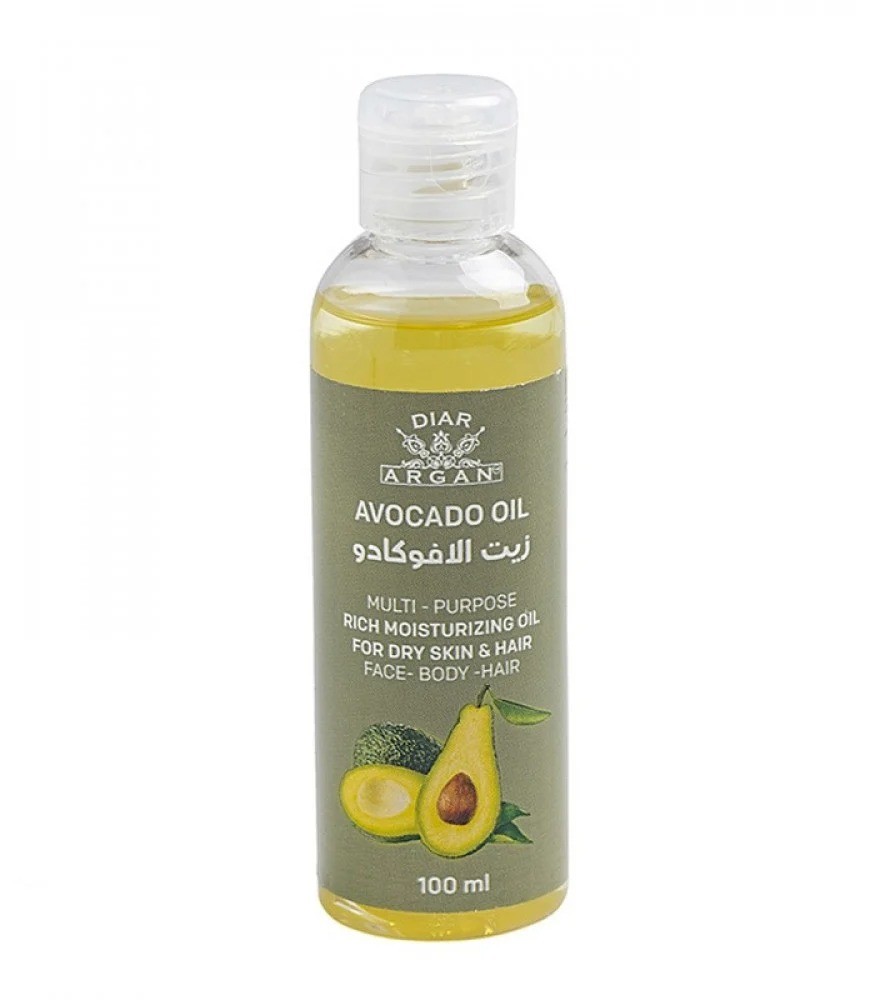 DIAR
ARGAN
AVOCADO OIL
زيت الافوكادو
MULTI - PURPOSE
RICH MOISTURIZING OIL
FOR DRY SKIN & HAIR
FACE- BODY -HAIR
100 ml